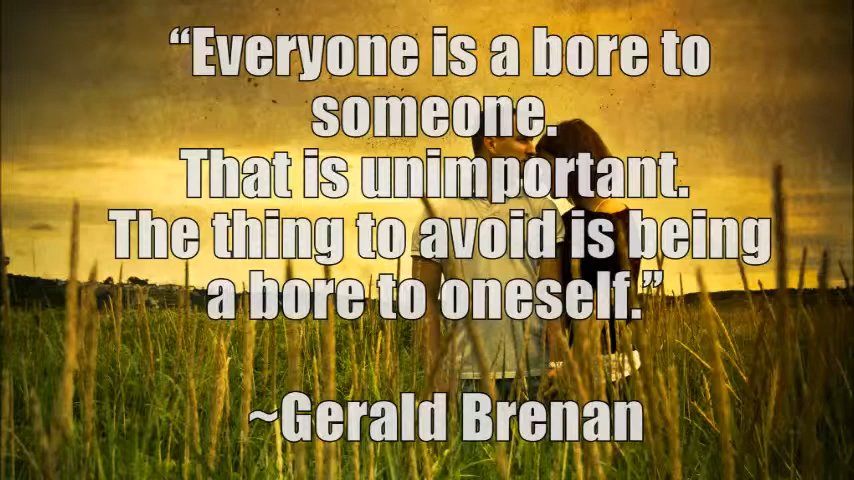 “Everyone is a bore to
someone.
That is unimportant.
The thing to avoid is being
a bore to oneself.”
~Gerald Brenan